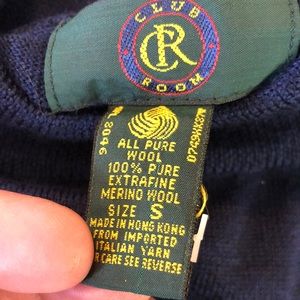 CLUB
CR
ROOM
8046
ALL PURE
WOOL
100% PURE
EXTRAFINE
MERINO WOOL
SIZE S
MADE IN HONG KONG
FROM IMPORTED
ITALIAN YARN
CARE SEE REVERSE